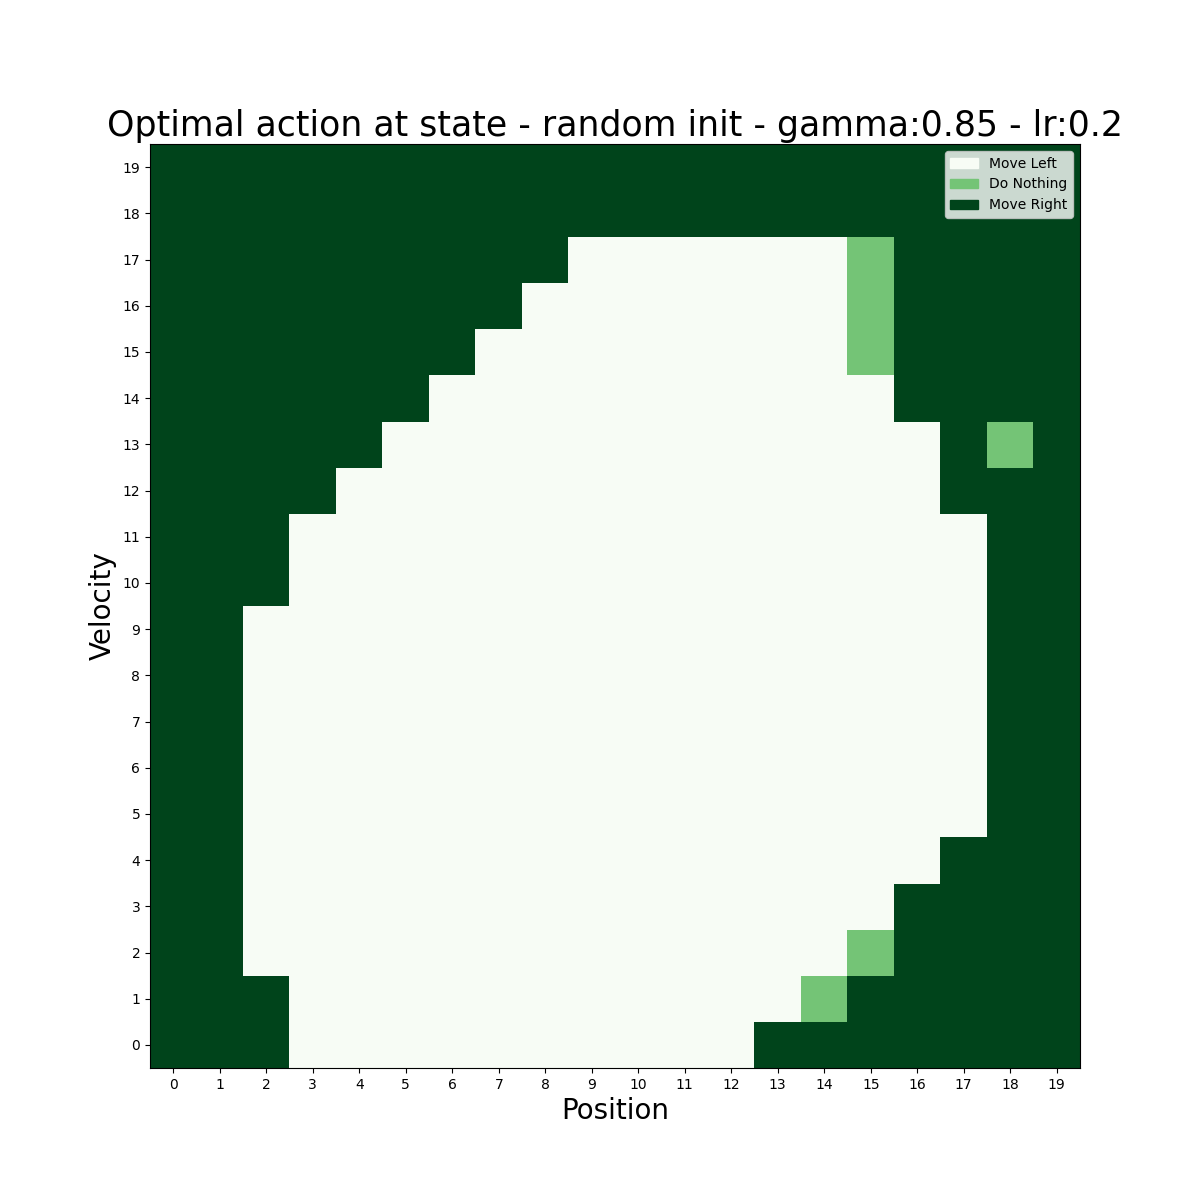 Optimal action at state - random init - gamma:0.85 - lr:0.2
Move Left
Do Nothing
Move Right
19
18
17
16
15
14
13
12
11
10
9
8
7
6
5
4
3
2
1
0
Velocity
0 1 2 3 4 5 6 7 8 9 10 11 12 13 14 15 16 17 18 19
Position